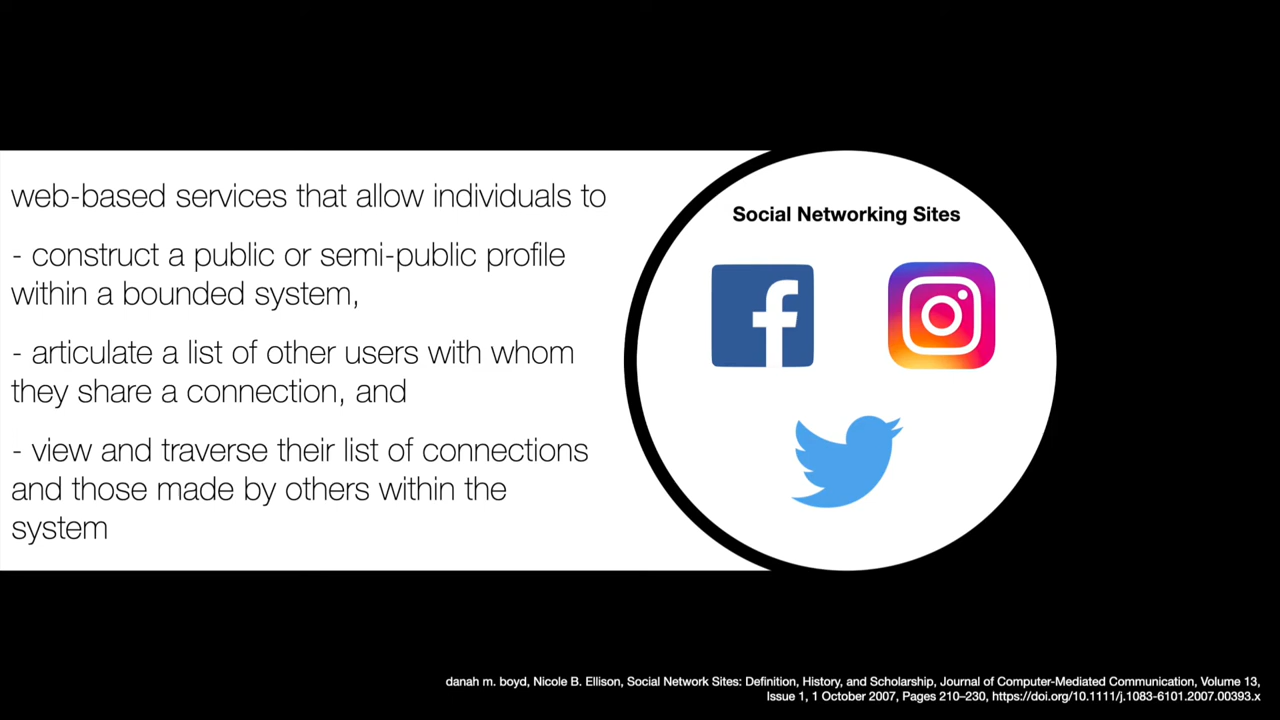 web-based services that allow individuals to
- construct a public or semi-public profile
within a bounded system,
- articulate a list of other users with whom
they share a connection, and
- view and traverse their list of connections
and those made by others within the
system
Social Networking Sites
danah m. boyd, Nicole B. Ellison, Social Network Sites: Definition, History, and Scholarship, Journal of Computer-Mediated Communication, Volume 13,
Issue 1, 1 October 2007, Pages 210–230, https://doi.org/10.1111/j.1083-6101.2007.00393.x